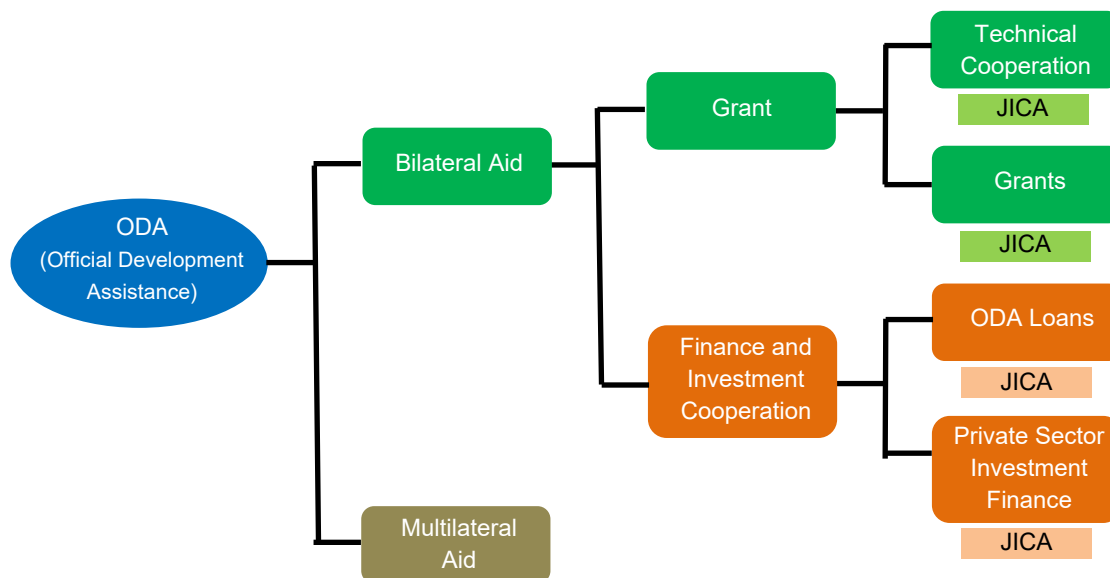 ODA
(Official Development
Assistance)
Bilateral Aid
Multilateral
Aid
Grant
Finance and
Investment
Cooperation
Technical
Cooperation
JICA
Grants
JICA
ODA Loans
JICA
Private Sector
Investment
Finance
JICA